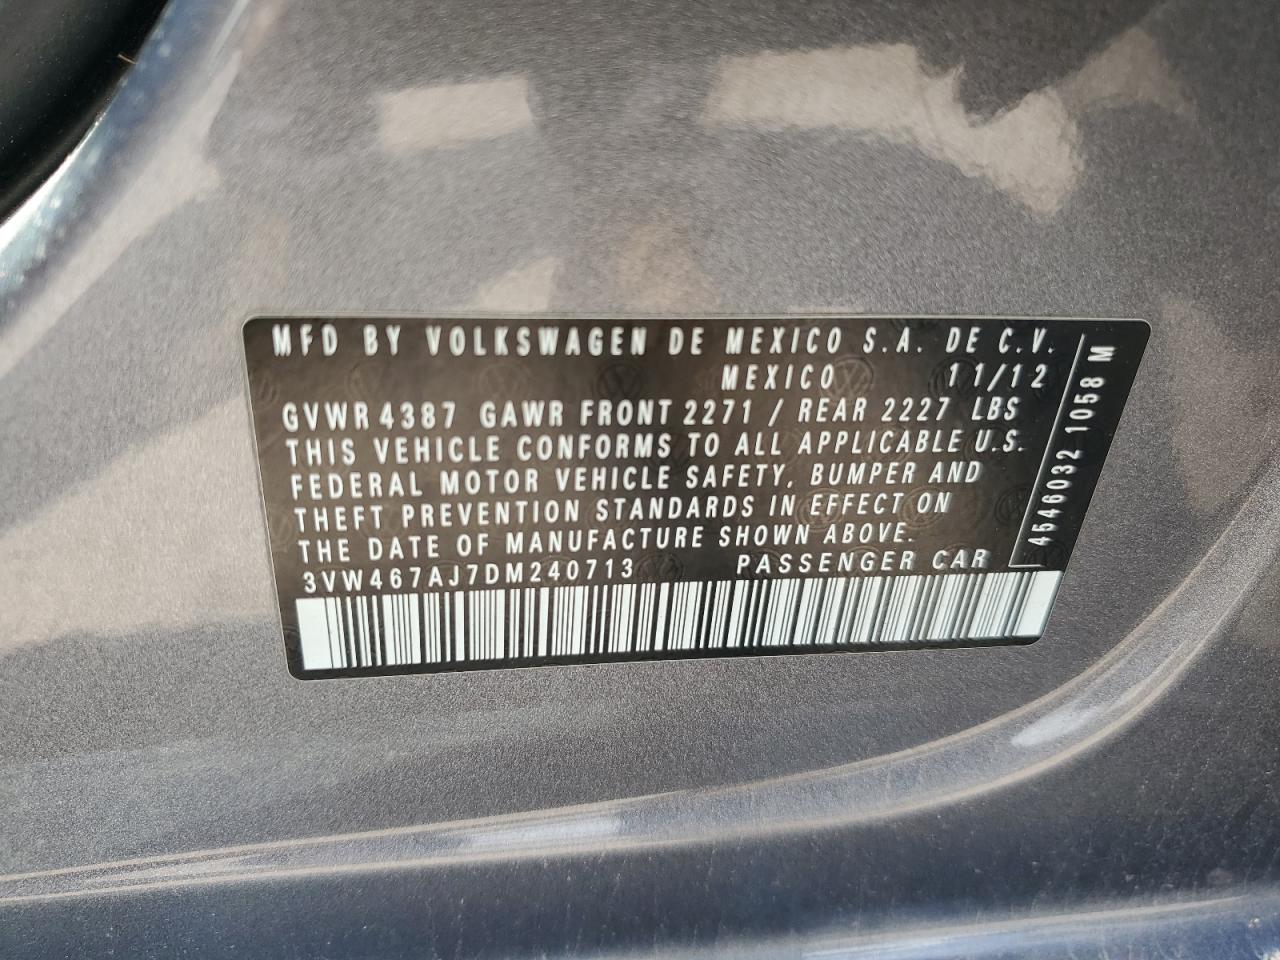 MFD BY VOLKSWAGEN DE MEXICO S.A. DE C.V.
MEXICO 11/12
GVWR 4387 GAWR FRONT 2271 / REAR 2227 LBS
THIS VEHICLE CONFORMS TO ALL APPLICABLE U.S.
FEDERAL MOTOR VEHICLE SAFETY, BUMPER AND
THEFT PREVENTION STANDARDS IN EFFECT ON
THE DATE OF MANUFACTURE SHOWN ABOVE.
3VW467AJ7DM240713 PASSENGER CAR
4546032 1058 M